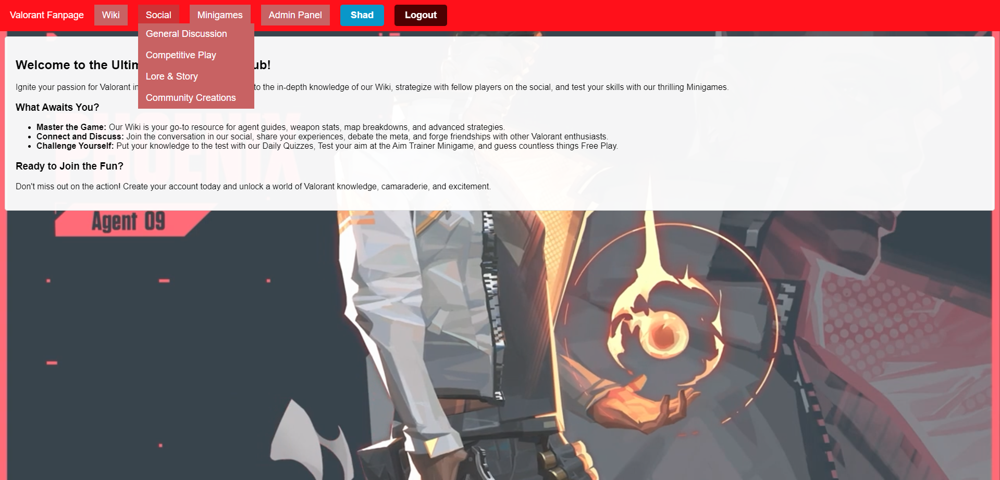 Valorant Fanpage Wiki Social Minigames Admin Panel Shad Logout
General Discussion
Competitive Play
Lore & Story
Community Creations
Welcome to the Ultim ub!
Ignite your passion for Valorant in to the in-depth knowledge of our Wiki, strategize with fellow players on the social, and test your skills with our thrilling Minigames.
What Awaits You?
PHOENIX
• Master the Game: Our Wiki is your go-to resource for agent guides, weapon stats, map breakdowns, and advanced strategies.
• Connect and Discuss: Join the conversation in our social, share your experiences, debate the meta, and forge friendships with other Valorant enthusiasts.
• Challenge Yourself: Put your knowledge to the test with our Daily Quizzes, Test your aim at the Aim Trainer Minigame, and guess countless things Free Play.
Ready to Join the Fun?
Don't miss out on the action! Create your account today and unlock a world of Valorant knowledge, camaraderie, and excitement.
Agent 09